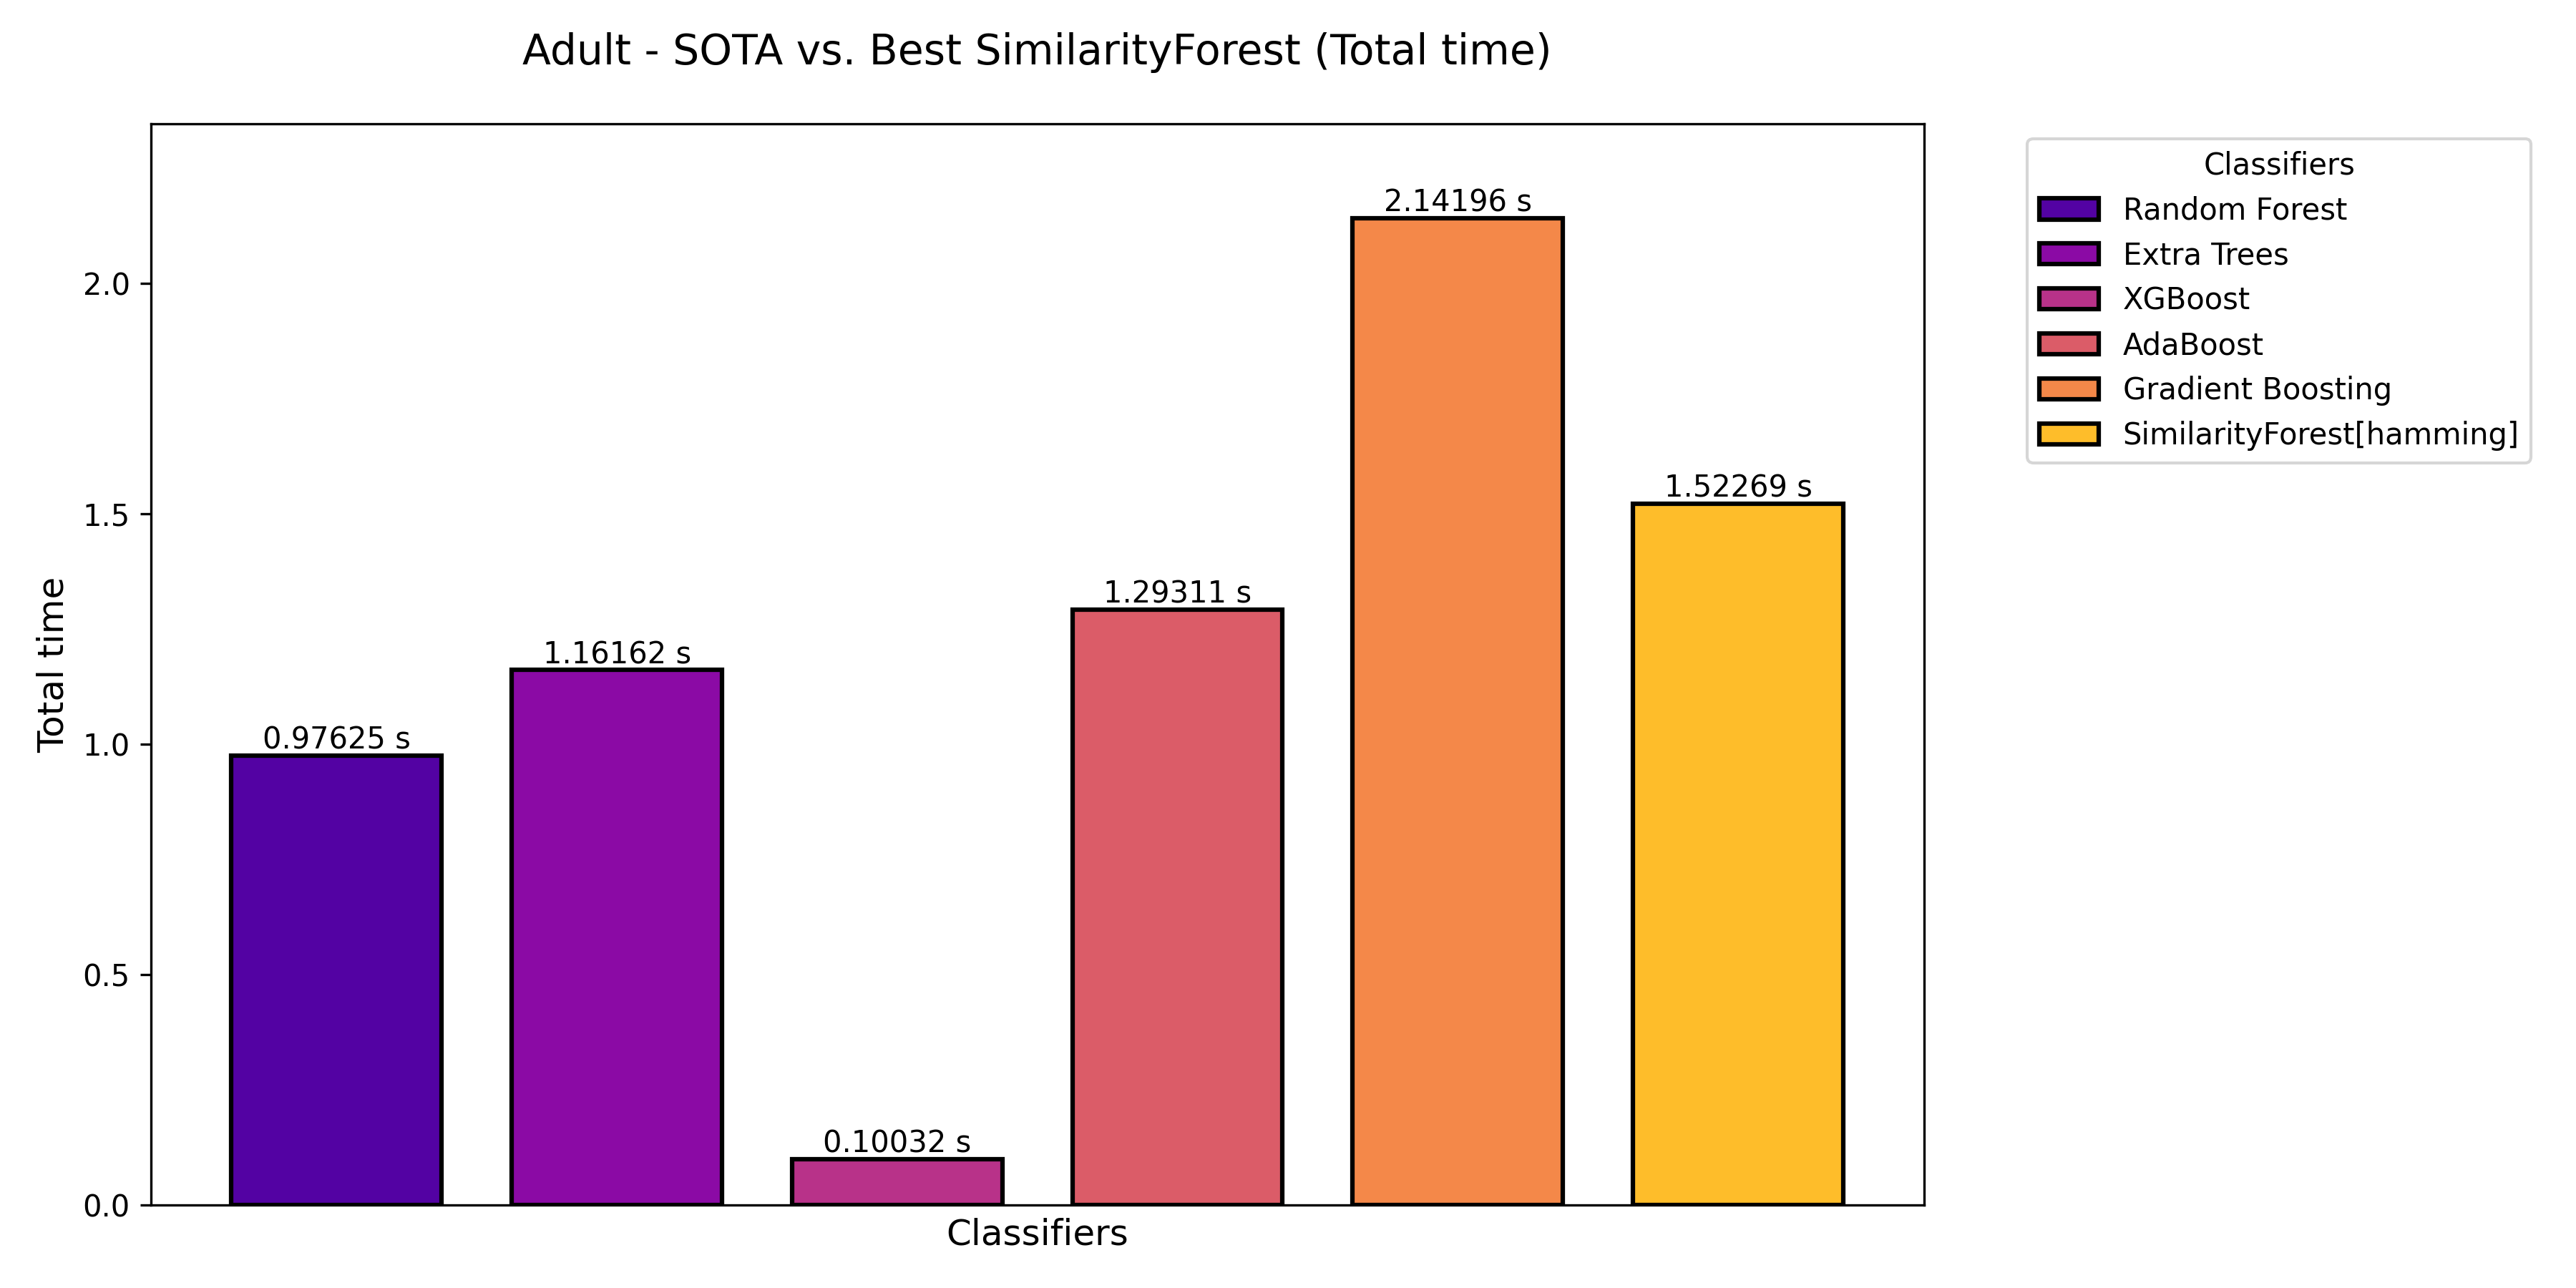 Adult - SOTA vs. Best SimilarityForest (Total time)
Total time
2.0
1.5
1.0
0.5
0.0
0.97625 s
1.16162 s
0.10032 s
1.29311 s
2.14196 s
1.52269 s
Classifiers
Classifiers
Random Forest
Extra Trees
XGBoost
AdaBoost
Gradient Boosting
SimilarityForest[hamming]